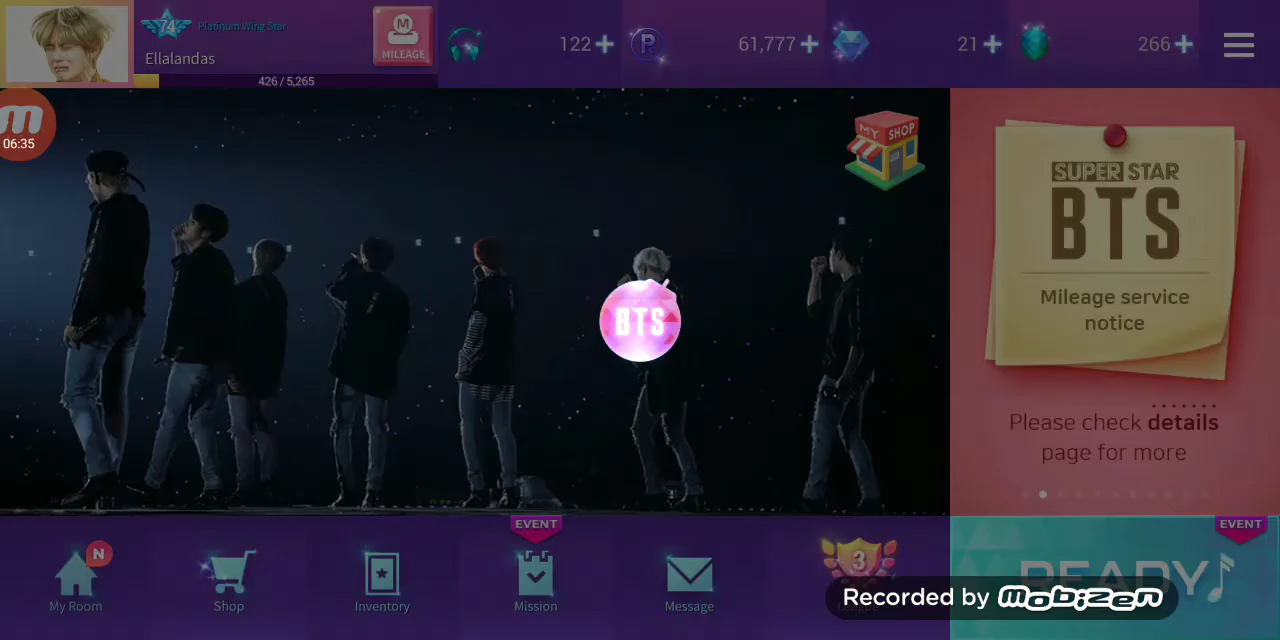 74
Platinum Wing Star
Ellalandas
M
MILEAGE
426 / 5,265
122
R
61,777
21
266
m
06:35
MY SHOP
BTS
SUPER STAR
BTS
Mileage service
notice
Please check details
page for more
N
My Room
Shop
Inventory
EVENT
Mission
Message
3
EVENT
READY
Recorded by mobizen